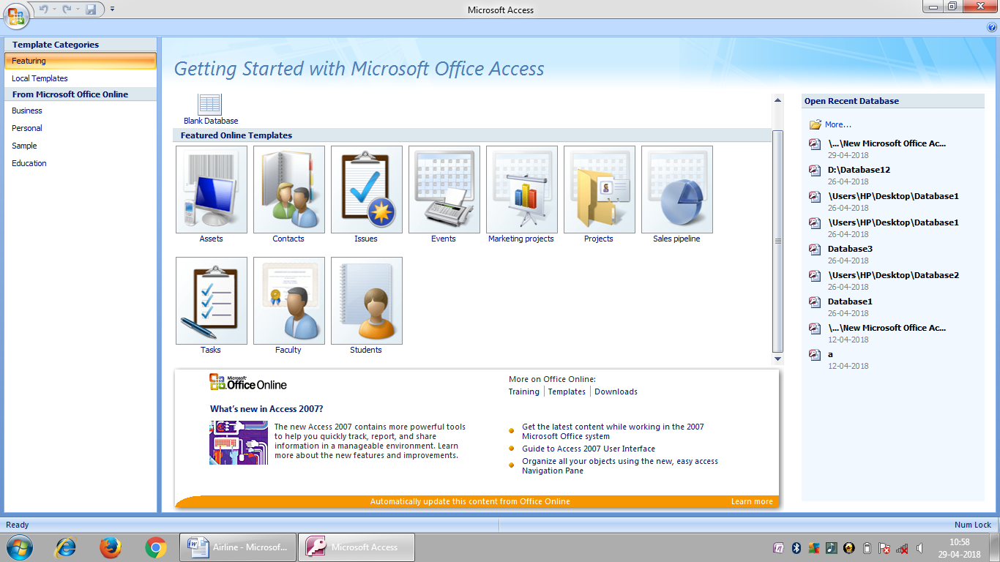 Microsoft Access
Template Categories
Featuring
Local Templates
From Microsoft Office Online
Business
Personal
Sample
Education
Getting Started with Microsoft Office Access
Blank Database
Featured Online Templates
Assets
Contacts
Issues
Events
Marketing projects
Projects
Sales pipeline
Tasks
Faculty
Students
Microsoft®
Office Online
What's new in Access 2007?
The new Access 2007 contains more powerful tools
to help you quickly track, report, and share
information in a manageable environment. Learn
more about the new features and improvements.
More on Office Online:
Training | Templates | Downloads
Get the latest content while working in the 2007
Microsoft Office system
Guide to Access 2007 User Interface
Organize all your objects using the new, easy access
Navigation Pane
Automatically update this content from Office Online
Learn more
Open Recent Database
More...
\...\New Microsoft Office Ac...
29-04-2018
D:\Database12
26-04-2018
\Users\HP\Desktop\Database1
26-04-2018
\Users\HP\Desktop\Database1
26-04-2018
Database3
26-04-2018
\Users\HP\Desktop\Database2
26-04-2018
Database1
26-04-2018
\...\New Microsoft Office Ac...
12-04-2018
a
12-04-2018
Ready
Num Lock
Airline - Microsof...
Microsoft Access
10:58
29-04-2018